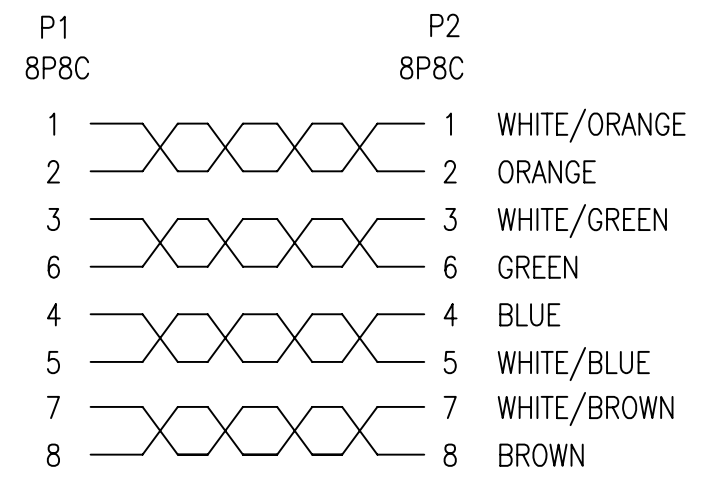 P1 P2
8P8C 8P8C
1 1 WHITE/ORANGE
2 2 ORANGE
3 3 WHITE/GREEN
6 6 GREEN
4 4 BLUE
5 5 WHITE/BLUE
7 7 WHITE/BROWN
8 8 BROWN